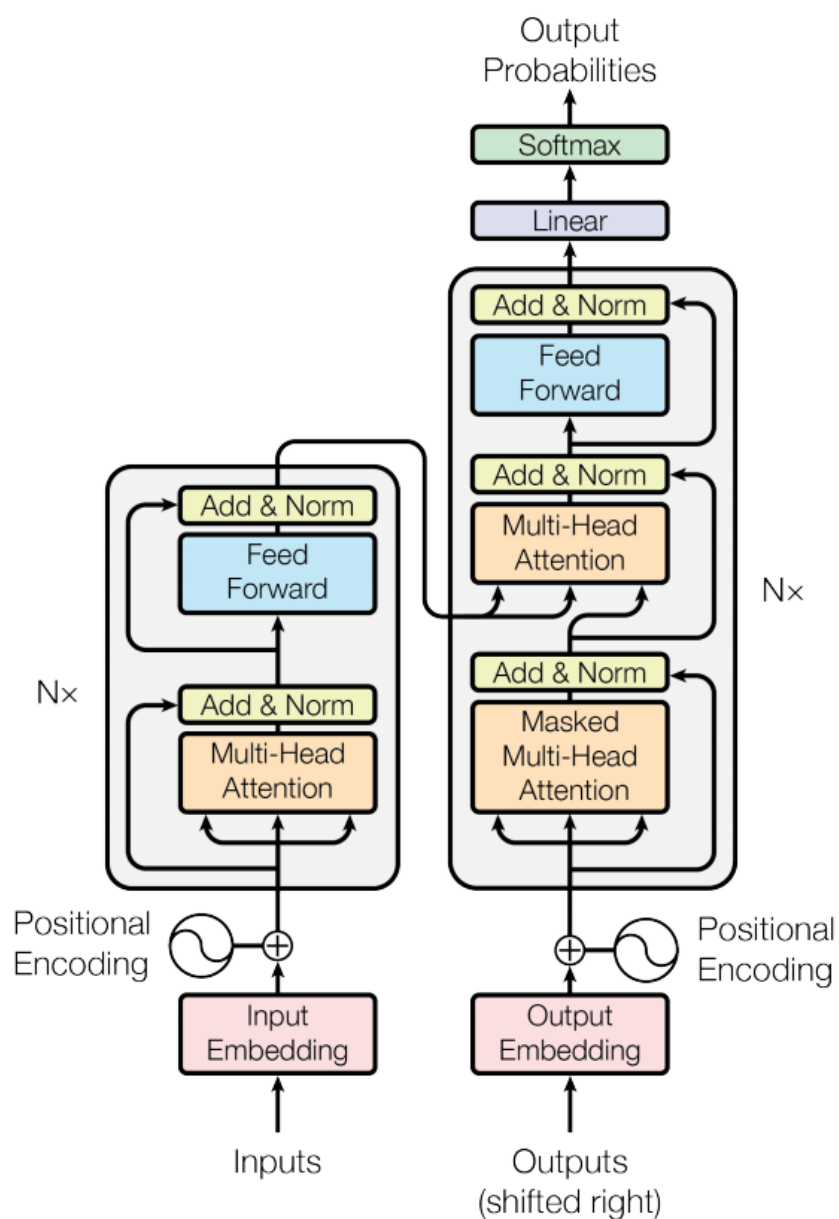 Output
Probabilities
Softmax
Linear
Add & Norm
Feed
Forward
Add & Norm
Multi-Head
Attention
Add & Norm
Masked
Multi-Head
Attention
N×
Add & Norm
Feed
Forward
Add & Norm
Multi-Head
Attention
N×
Positional
Encoding
Positional
Encoding
Input
Embedding
Output
Embedding
Inputs
Outputs
(shifted right)